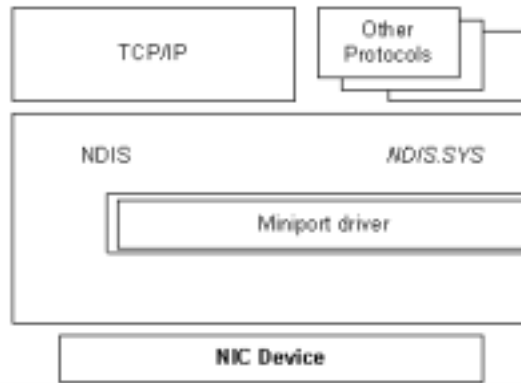 TCP/IP
Other
Protocols
NDIS
NDIS.SYS
Miniport driver
NIC Device